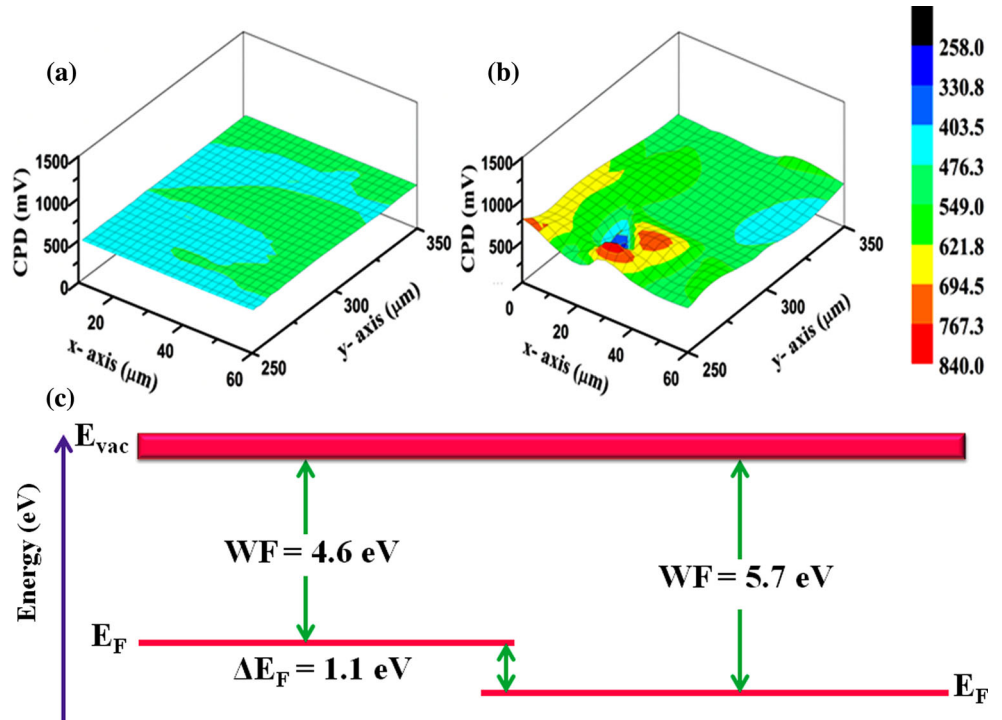 (a)
CPD (mV)
1500
1000
500
0
20
40
60
x- axis (μm)
250
300
350
y- axis (μm)
(b)
CPD (mV)
1500
1000
500
0
20
40
60
x- axis (μm)
250
300
350
y- axis (μm)
258.0
330.8
403.5
476.3
549.0
621.8
694.5
767.3
840.0
(c)
Energy (eV)
Evac
WF = 4.6 eV
WF = 5.7 eV
EF
ΔEF = 1.1 eV
EF